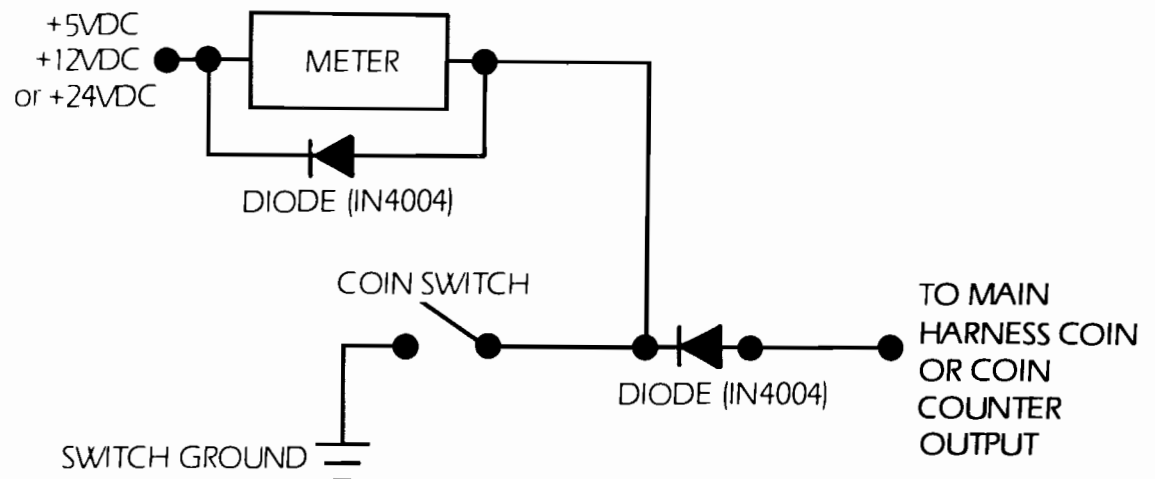 +5VDC
+12VDC
or +24VDC
METER
DIODE (IN4004)
COIN SWITCH
SWITCH GROUND
DIODE (IN4004)
TO MAIN
HARNESS COIN
OR COIN
COUNTER
OUTPUT